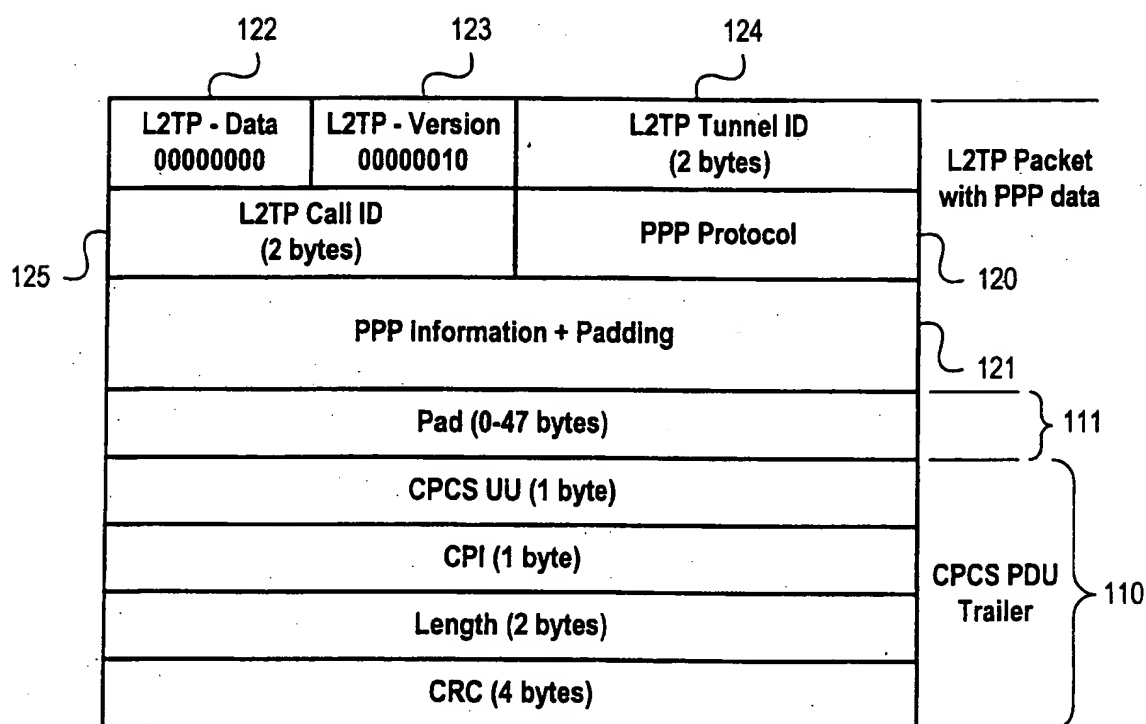 122
123
124
L2TP - Data
00000000
L2TP - Version
00000010
L2TP Tunnel ID
(2 bytes)
L2TP Packet
with PPP data
L2TP Call ID
(2 bytes)
PPP Protocol
125
120
PPP information + Padding
121
Pad (0-47 bytes)
111
CPCS UU (1 byte)
CPI (1 byte)
CPCS PDU
Trailer
110
Length (2 bytes)
CRC (4 bytes)